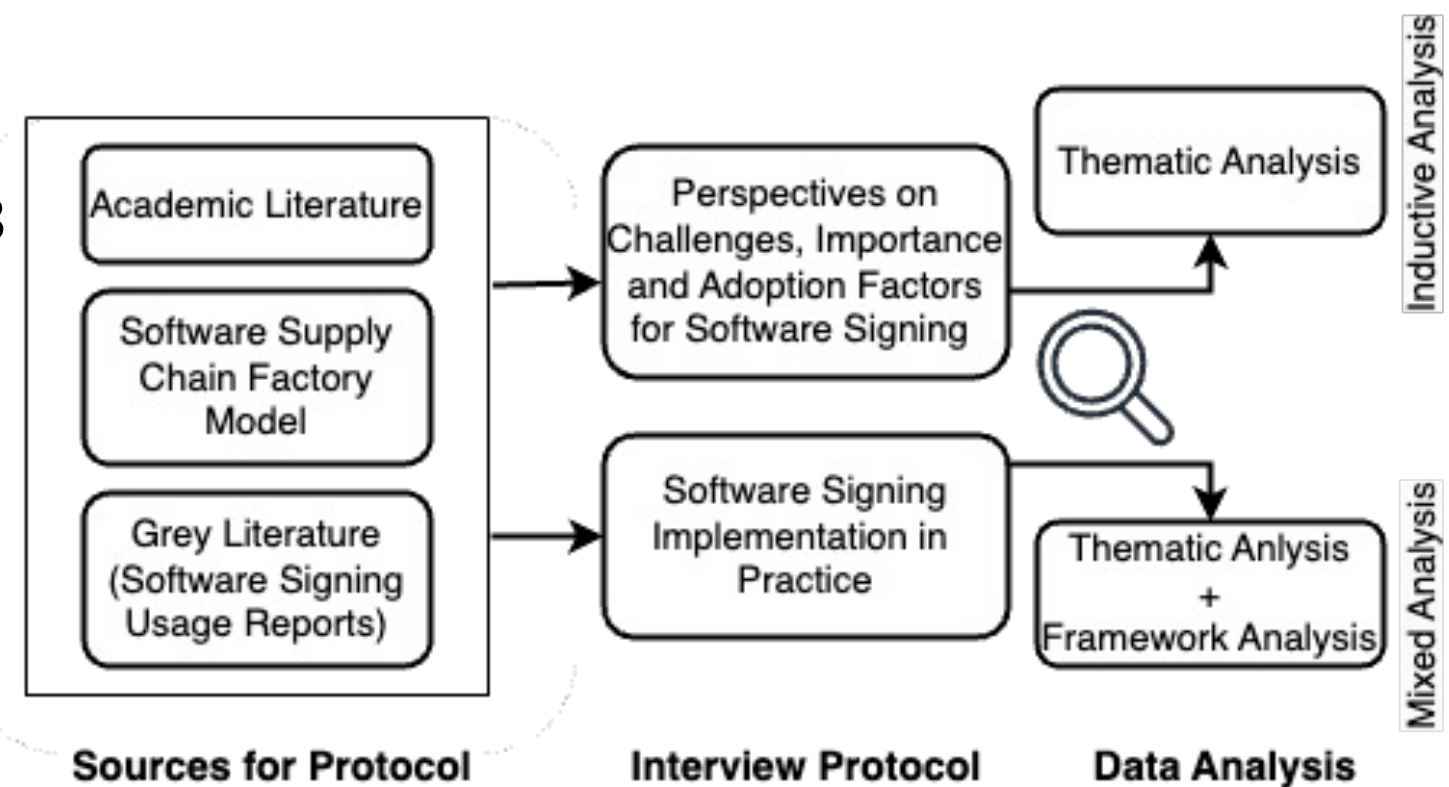 Academic Literature
Software Supply
Chain Factory
Model
Grey Literature
(Software Signing
Usage Reports)
Sources for Protocol
Perspectives on
Challenges, Importance
and Adoption Factors
for Software Signing
Software Signing
Implementation in
Practice
Interview Protocol
Thematic Analysis
Thematic Anlysis
+
Framework Analysis
Data Analysis
Inductive Analysis
Mixed Analysis